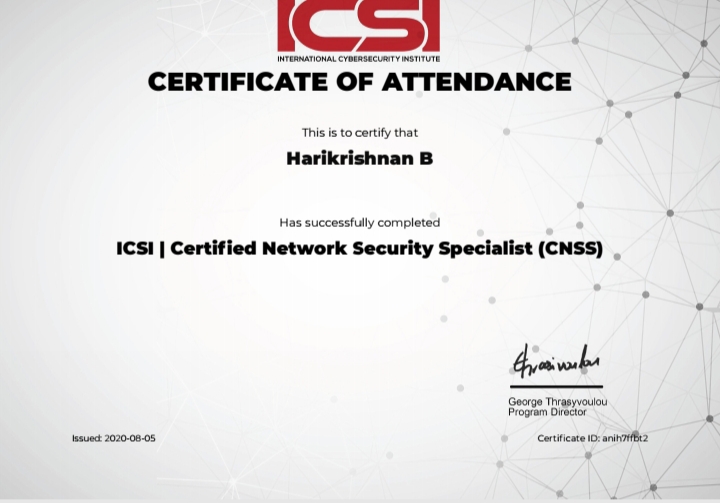 ICSI
INTERNATIONAL CYBERSECURITY INSTITUTE
CERTIFICATE OF ATTENDANCE
This is to certify that
Harikrishnan B
Has successfully completed
ICSI | Certified Network Security Specialist (CNSS)
George Thrasyvoulou
Program Director
Issued: 2020-08-05
Certificate ID: anih7ffbt2